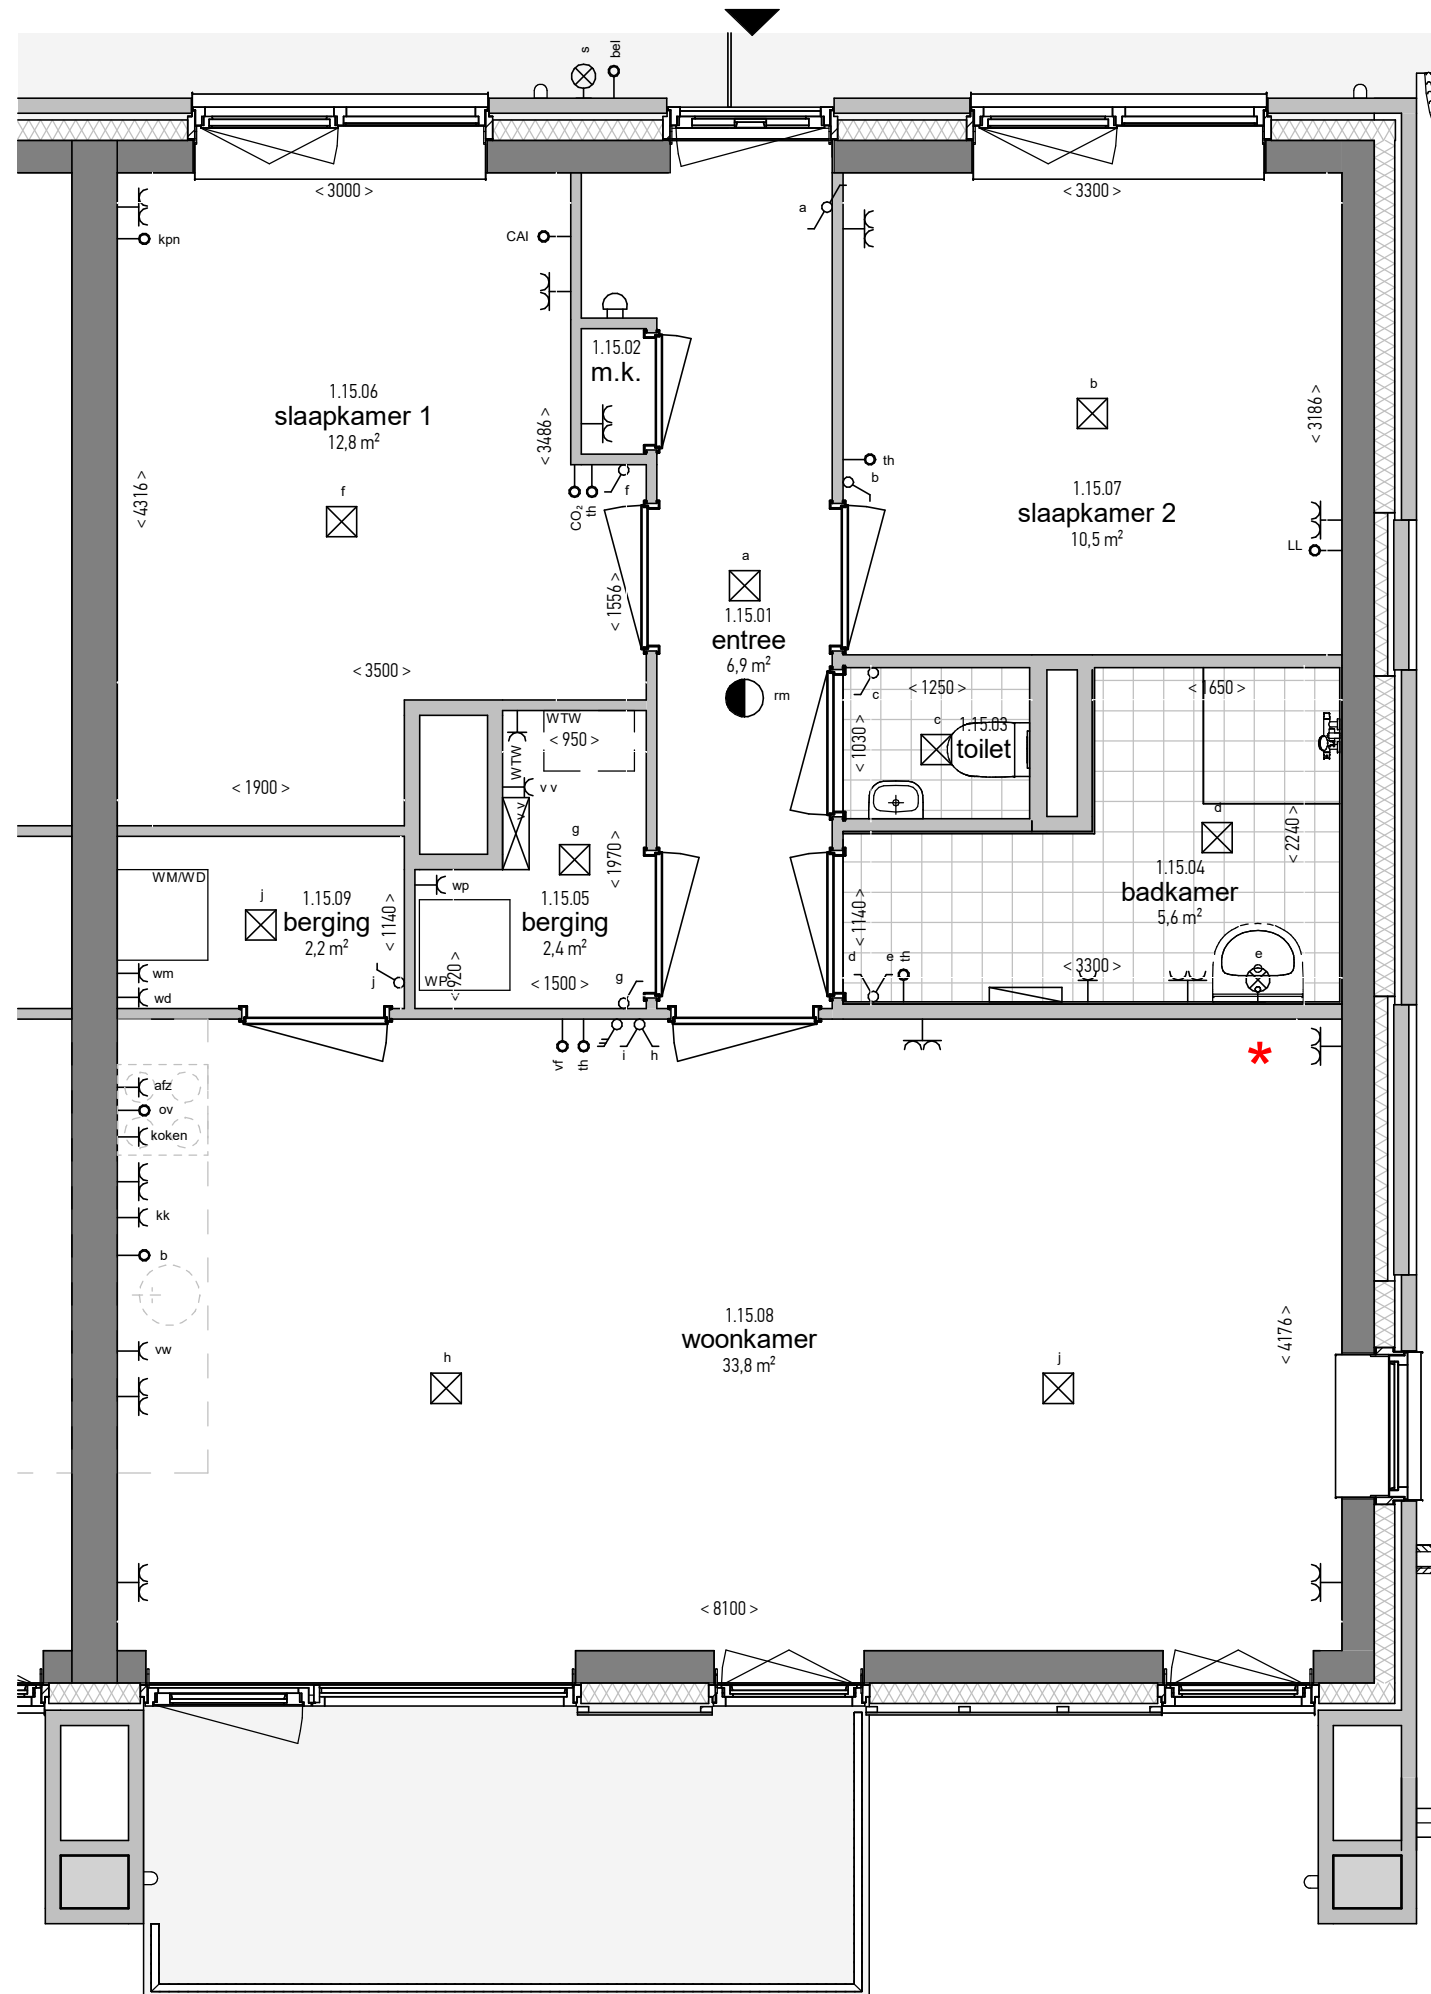 s
bel
< 3000 >
< 3300 >
a
kpn
CAI
1.15.02
m.k.
1.15.06
slaapkamer 1
12,8 m²
< 3486 >
< 4316 >
b
< 3186 >
th
b
1.15.07
slaapkamer 2
10,5 m²
LL
f
CO₂
th
f
a
1.15.01
entree
6,9 m²
rm
< 1556 >
< 3500 >
< 1900 >
WTW
< 950 >
WTW
v v
v v
g
< 1970 >
c
< 1250 >
c
1.15.03
toilet
< 1030 >
< 1650 >
d
< 2240 >
1.15.04
badkamer
5,6 m²
< 1140 >
d
e
th
< 3300 >
e
WM/WD
j
1.15.09
berging
2,2 m²
< 1140 >
j
wm
wd
wp
1.15.05
berging
2,4 m²
WP
< 920 >
< 1500 >
g
vf
th
i
h
*
afz
ov
koken
kk
b
vw
1.15.08
woonkamer
33,8 m²
h
j
< 4176 >
< 8100 >